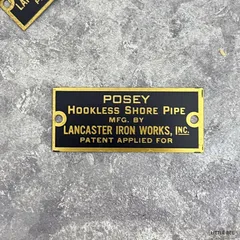 POSEY
HOOKLESS SHORE PIPE
MFG. BY
LANCASTER IRON WORKS, INC.
PATENT APPLIED FOR